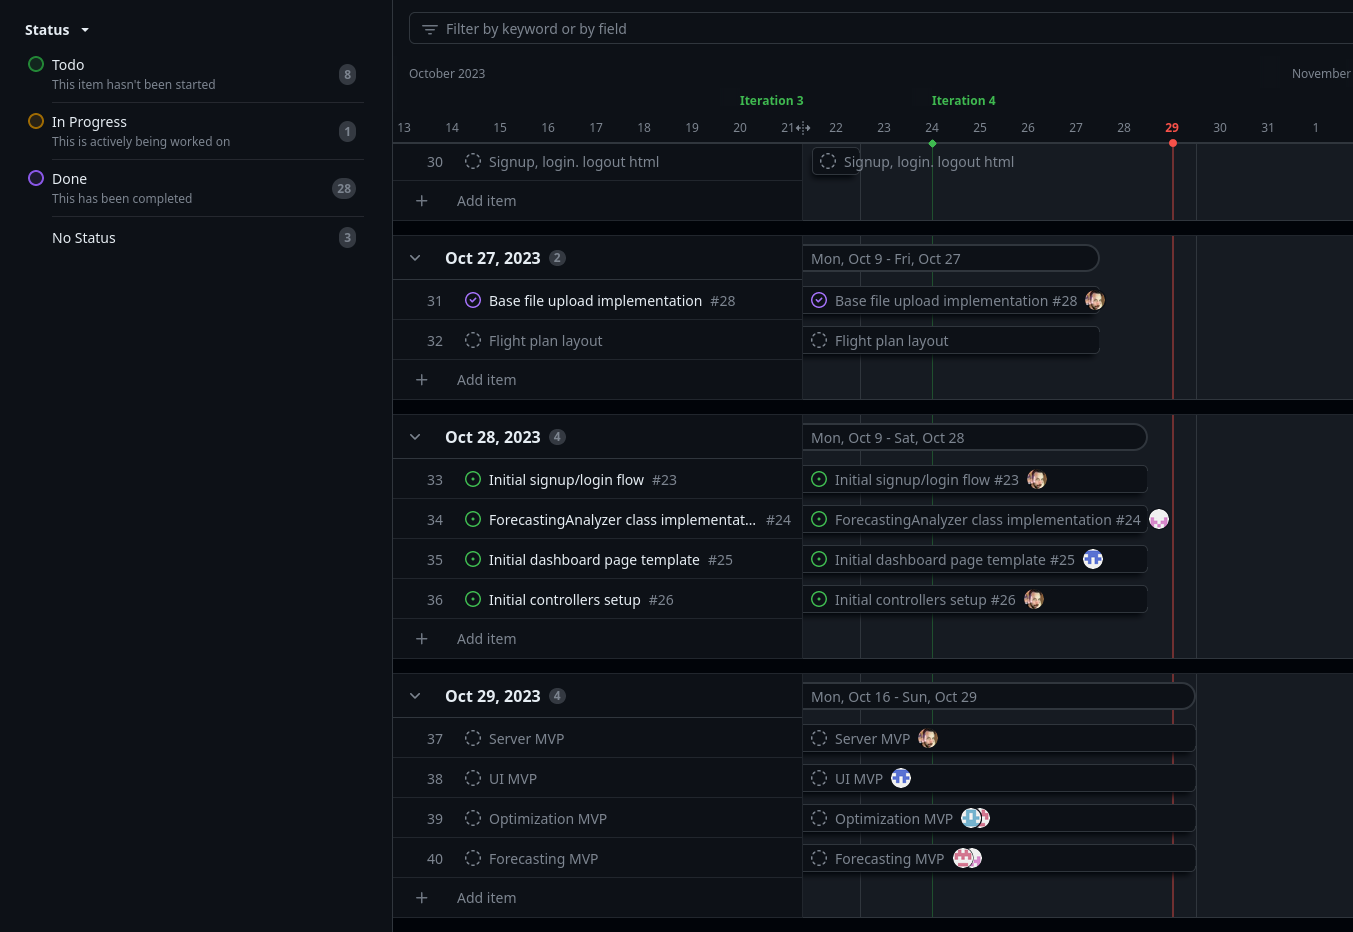 Status
Todo
This item hasn't been started
8
In Progress
This is actively being worked on
1
Done
This has been completed
28
No Status
3
Filter by keyword or by field
October 2023 November
Iteration 3 Iteration 4
13 14 15 16 17 18 19 20 21 22 23 24 25 26 27 28 29 30 31 1
30 Signup, login. logout html Signup, login. logout html
Add item
Oct 27, 2023 2 Mon, Oct 9 - Fri, Oct 27
31 Base file upload implementation #28 Base file upload implementation #28
32 Flight plan layout Flight plan layout
Add item
Oct 28, 2023 4 Mon, Oct 9 - Sat, Oct 28
33 Initial signup/login flow #23 Initial signup/login flow #23
34 ForecastingAnalyzer class implementat... #24 ForecastingAnalyzer class implementation #24
35 Initial dashboard page template #25 Initial dashboard page template #25
36 Initial controllers setup #26 Initial controllers setup #26
Add item
Oct 29, 2023 4 Mon, Oct 16 - Sun, Oct 29
37 Server MVP Server MVP
38 UI MVP UI MVP
39 Optimization MVP Optimization MVP
40 Forecasting MVP Forecasting MVP
Add item